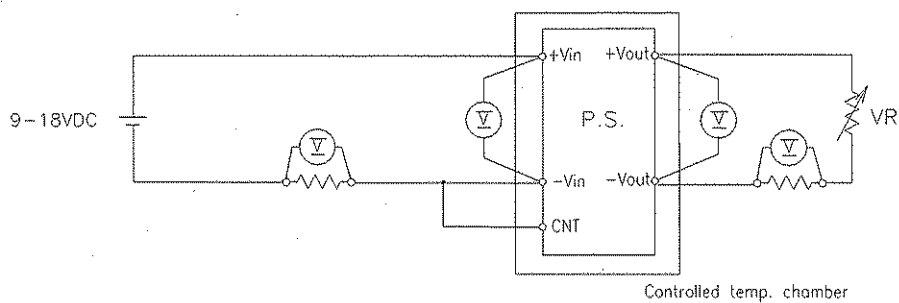 +Vin +Vout
9-18VDC V P.S. V VR
V V
-Vin -Vout
CNT
Controlled temp. chamber